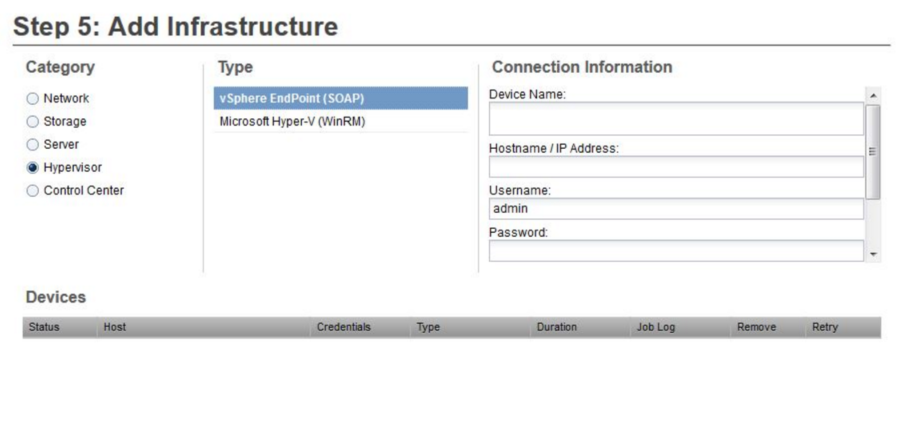 Step 5: Add Infrastructure
Category
Network
Storage
Server
Hypervisor
Control Center
Type
vSphere EndPoint (SOAP)
Microsoft Hyper-V (WinRM)
Connection Information
Device Name:
Hostname / IP Address:
Username:
admin
Password:
Devices
Status Host Credentials Type Duration Job Log Remove Retry